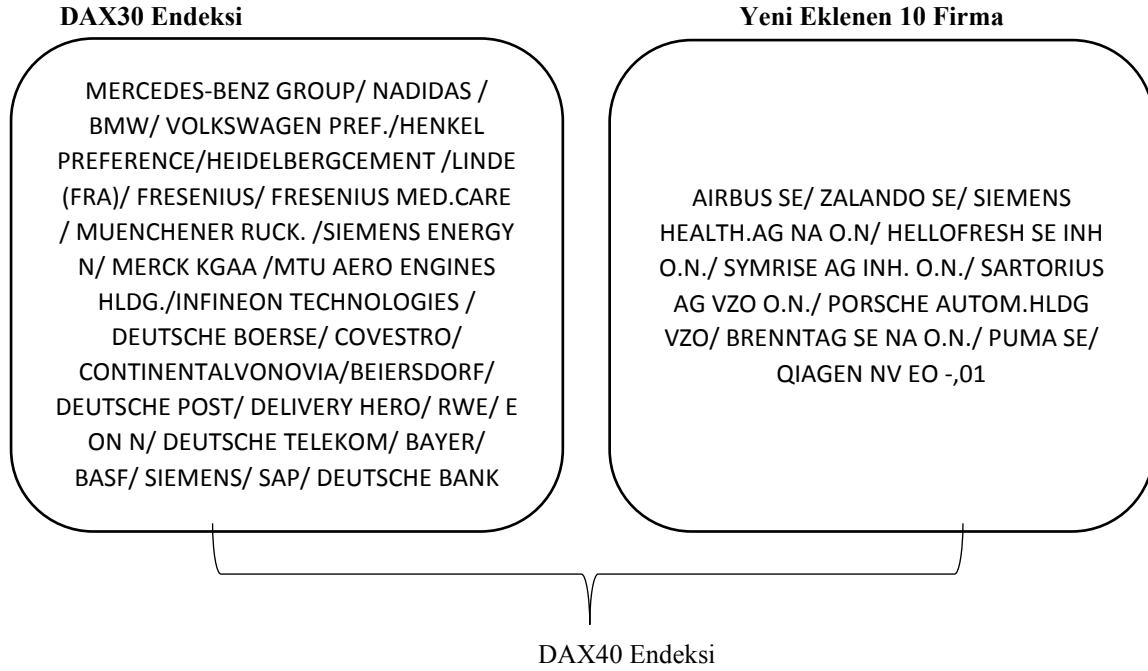 DAX30 Endeksi
MERCEDES-BENZ GROUP/ NADIDAS /
BMW/ VOLKSWAGEN PREF./HENKEL
PREFERENCE/HEIDELBERGCEMENT /LINDE
(FRA)/ FRESENIUS/ FRESENIUS MED.CARE
/ MUENCHENER RUCK. /SIEMENS ENERGY
N/ MERCK KGAA /MTU AERO ENGINES
HLDG./INFINEON TECHNOLOGIES /
DEUTSCHE BOERSE/ COVESTRO/
CONTINENTALVONOVIA/BEIERSDORF/
DEUTSCHE POST/ DELIVERY HERO/ RWE/ E
ON N/ DEUTSCHE TELEKOM/ BAYER/
BASF/ SIEMENS/ SAP/ DEUTSCHE BANK
Yeni Eklenen 10 Firma
AIRBUS SE/ ZALANDO SE/ SIEMENS
HEALTH.AG NA O.N/ HELLOFRESH SE INH
O.N./ SYMRISE AG INH. O.N./ SARTORIUS
AG VZO O.N./ PORSCHE AUTOM.HLDG
VZO/ BRENNTAG SE NA O.N./ PUMA SE/
QIAGEN NV EO -,01
DAX40 Endeksi